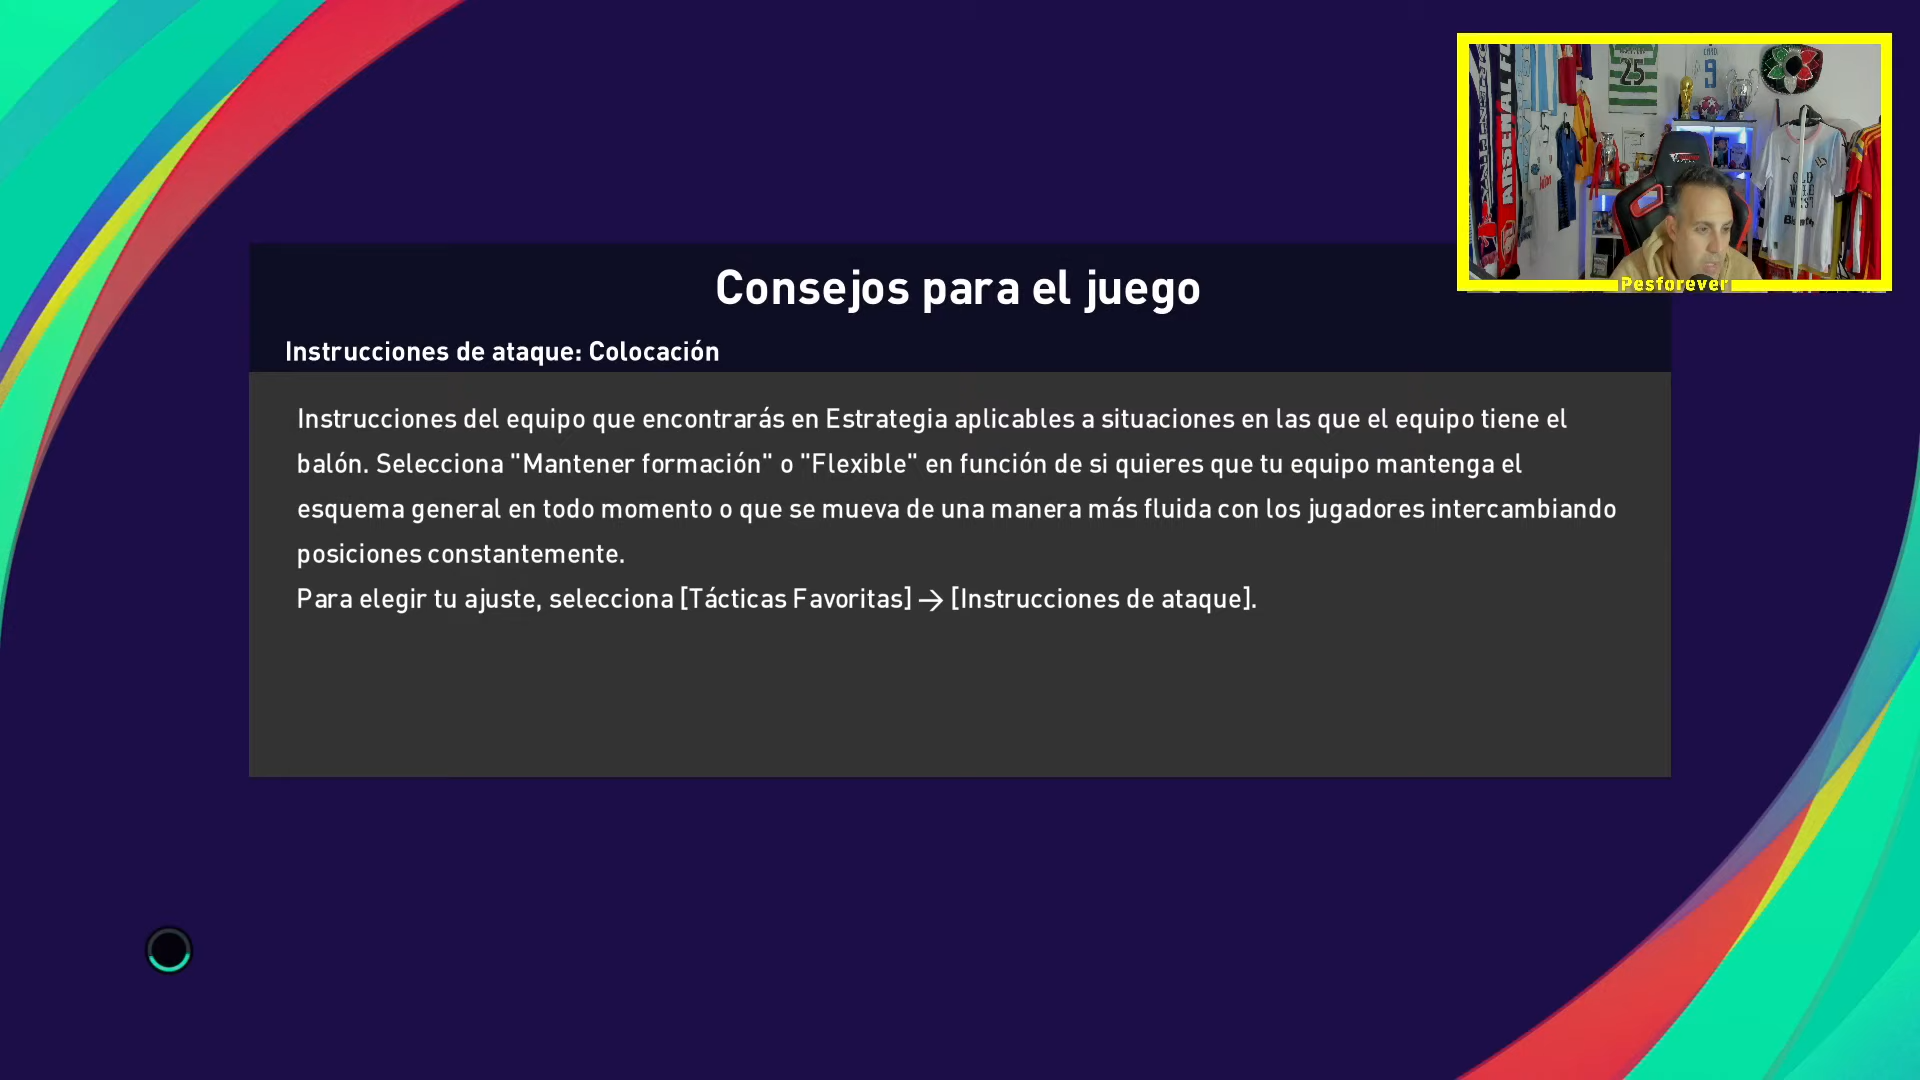 25
9
ARSENAL F
Pesforever
Consejos para el juego
Instrucciones de ataque: Colocación
Instrucciones del equipo que encontrarás en Estrategia aplicables a situaciones en las que el equipo tiene el
balón. Selecciona "Mantener formación" o "Flexible" en función de si quieres que tu equipo mantenga el
esquema general en todo momento o que se mueva de una manera más fluida con los jugadores intercambiando
posiciones constantemente.
Para elegir tu ajuste, selecciona [Tácticas Favoritas] → [Instrucciones de ataque].